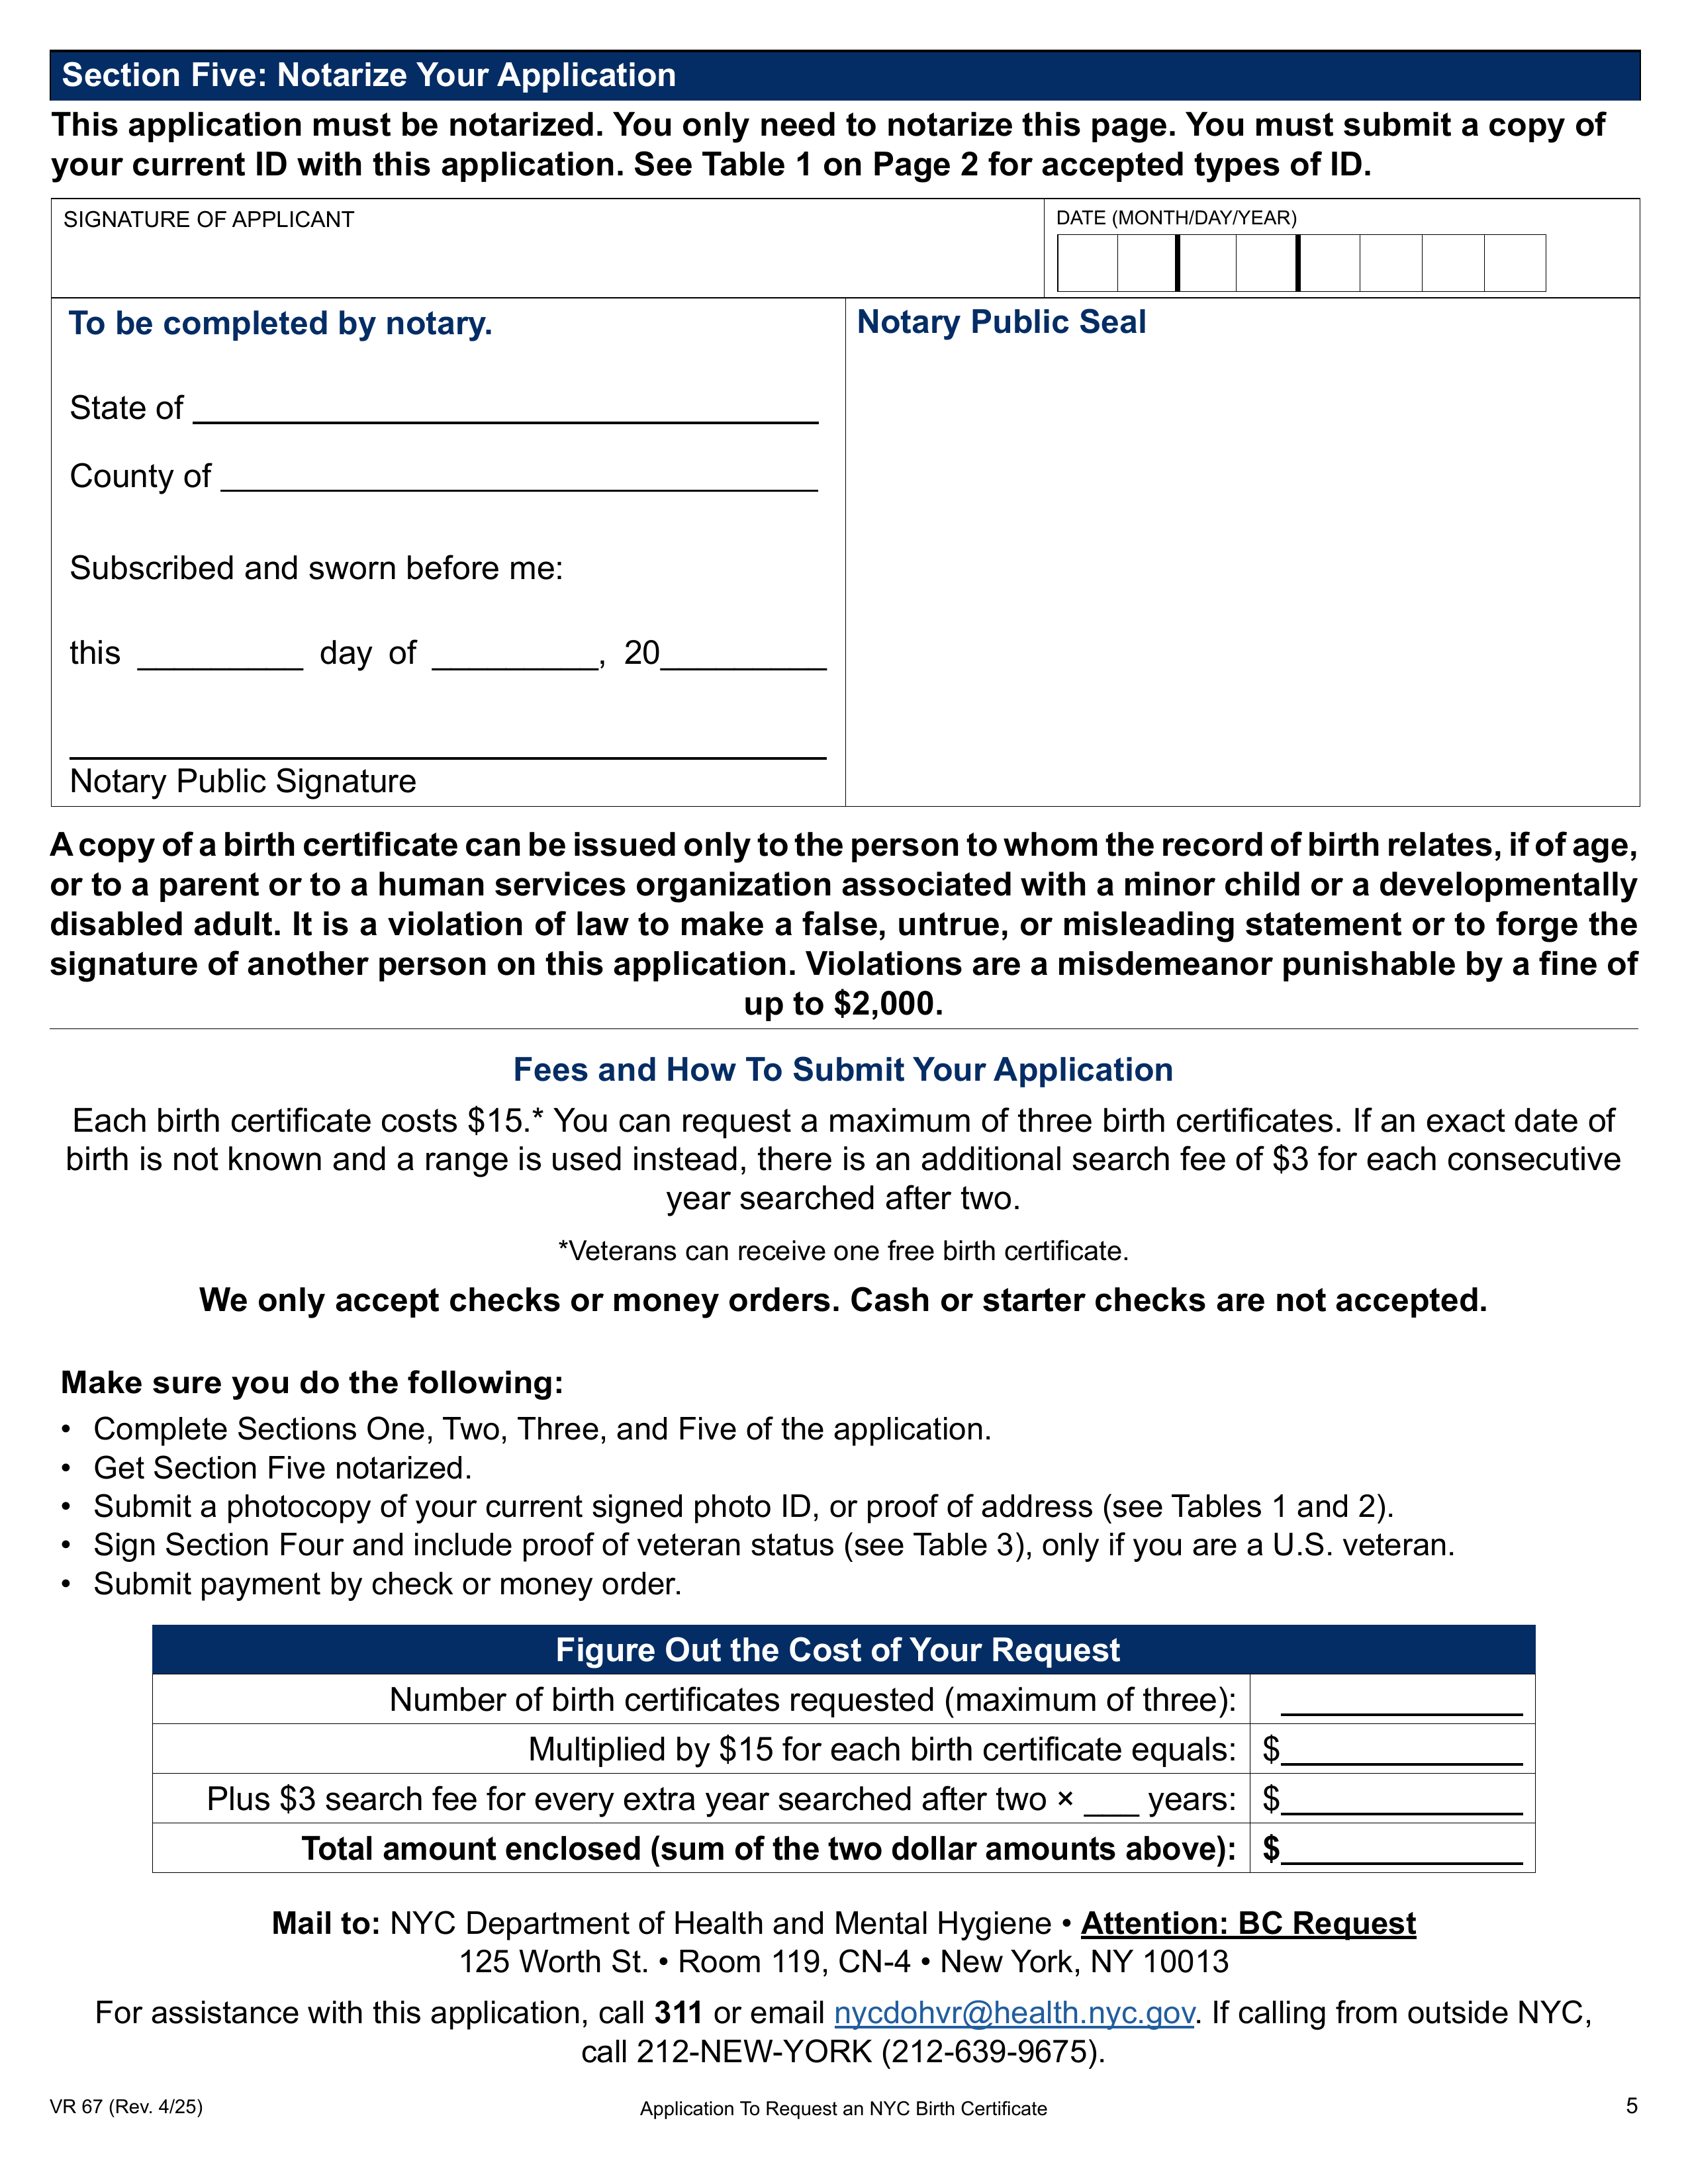 Section Five: Notarize Your Application
This application must be notarized. You only need to notarize this page. You must submit a copy of
your current ID with this application. See Table 1 on Page 2 for accepted types of ID.
SIGNATURE OF APPLICANT
DATE (MONTH/DAY/YEAR)
To be completed by notary.
Notary Public Seal
State of
County of
Subscribed and sworn before me:
this _________ day of _________, 20_________
Notary Public Signature
A copy of a birth certificate can be issued only to the person to whom the record of birth relates, if of age,
or to a parent or to a human services organization associated with a minor child or a developmentally
disabled adult. It is a violation of law to make a false, untrue, or misleading statement or to forge the
signature of another person on this application. Violations are a misdemeanor punishable by a fine of
up to $2,000.
Fees and How To Submit Your Application
Each birth certificate costs $15.* You can request a maximum of three birth certificates. If an exact date of
birth is not known and a range is used instead, there is an additional search fee of $3 for each consecutive
year searched after two.
*Veterans can receive one free birth certificate.
We only accept checks or money orders. Cash or starter checks are not accepted.
Make sure you do the following:
• Complete Sections One, Two, Three, and Five of the application.
• Get Section Five notarized.
• Submit a photocopy of your current signed photo ID, or proof of address (see Tables 1 and 2).
• Sign Section Four and include proof of veteran status (see Table 3), only if you are a U.S. veteran.
• Submit payment by check or money order.
Figure Out the Cost of Your Request
Number of birth certificates requested (maximum of three):
Multiplied by $15 for each birth certificate equals: $
Plus $3 search fee for every extra year searched after two × ___ years: $
Total amount enclosed (sum of the two dollar amounts above): $
Mail to: NYC Department of Health and Mental Hygiene • Attention: BC Request
125 Worth St. • Room 119, CN-4 • New York, NY 10013
For assistance with this application, call 311 or email nycdohvr@health.nyc.gov. If calling from outside NYC,
call 212-NEW-YORK (212-639-9675).
VR 67 (Rev. 4/25)
Application To Request an NYC Birth Certificate
5